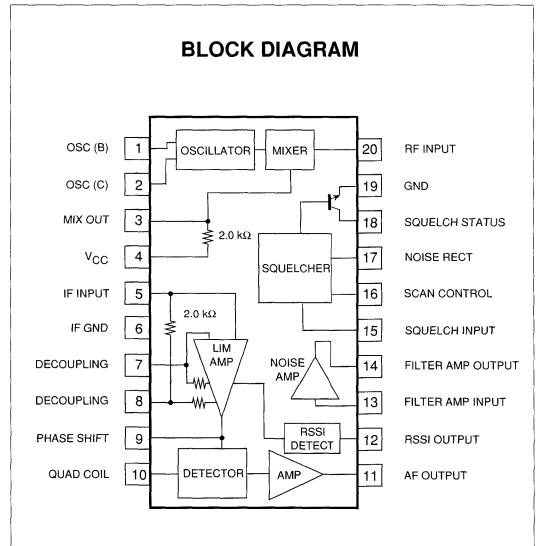 BLOCK DIAGRAM
OSC (B) 1
OSCILLATOR
MIXER
20 RF INPUT
OSC (C) 2
19 GND
MIX OUT 3
2.0 kΩ
18 SQUELCH STATUS
VCC 4
17 NOISE RECT
SQUELCHER
IF INPUT 5
16 SCAN CONTROL
2.0 kΩ
IF GND 6
15 SQUELCH INPUT
LIM
AMP
DECOUPLING 7
NOISE
AMP
14 FILTER AMP OUTPUT
DECOUPLING 8
13 FILTER AMP INPUT
PHASE SHIFT 9
RSSI
DETECT
12 RSSI OUTPUT
QUAD COIL 10
DETECTOR
AMP
11 AF OUTPUT